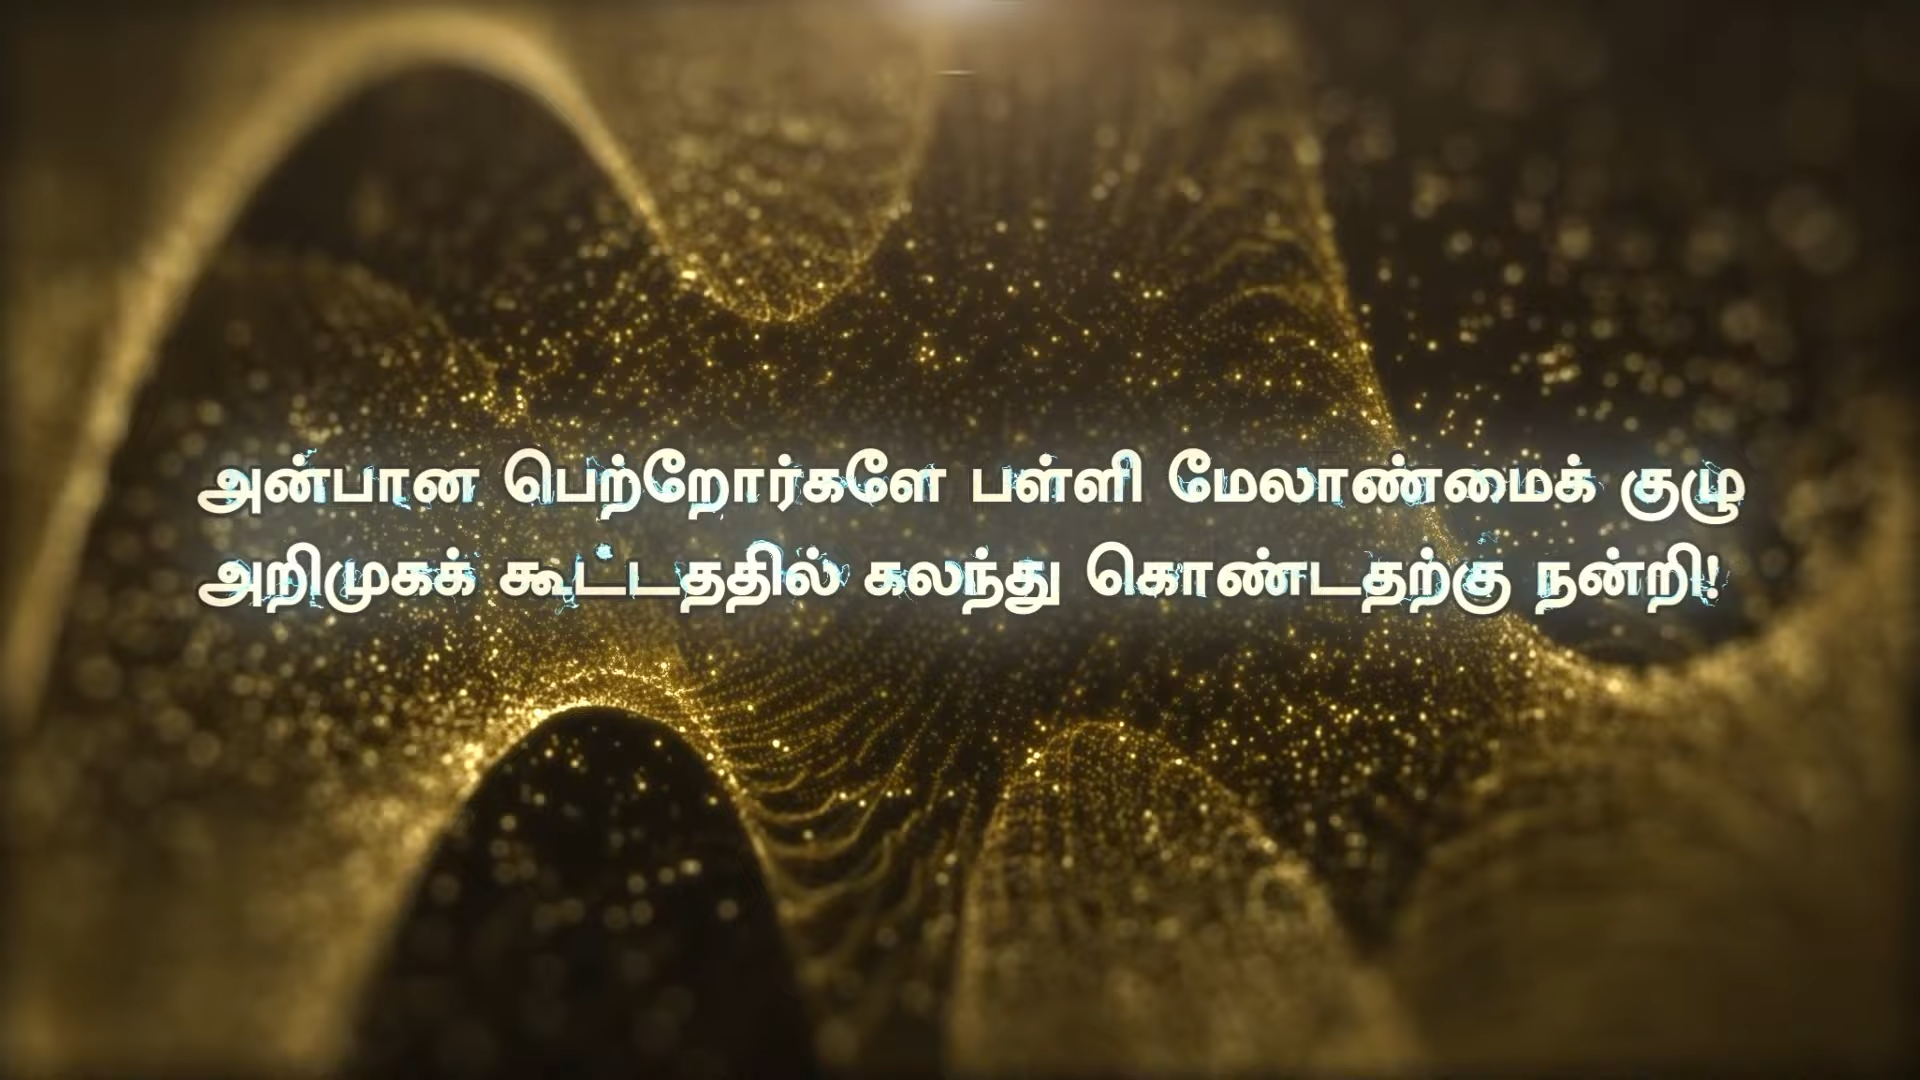 அன்பான பெற்றோர்களே பள்ளி மேலாண்மைக் குழு
அறிமுகக் கூட்டததில் கலந்து கொண்டதற்கு நன்றி!